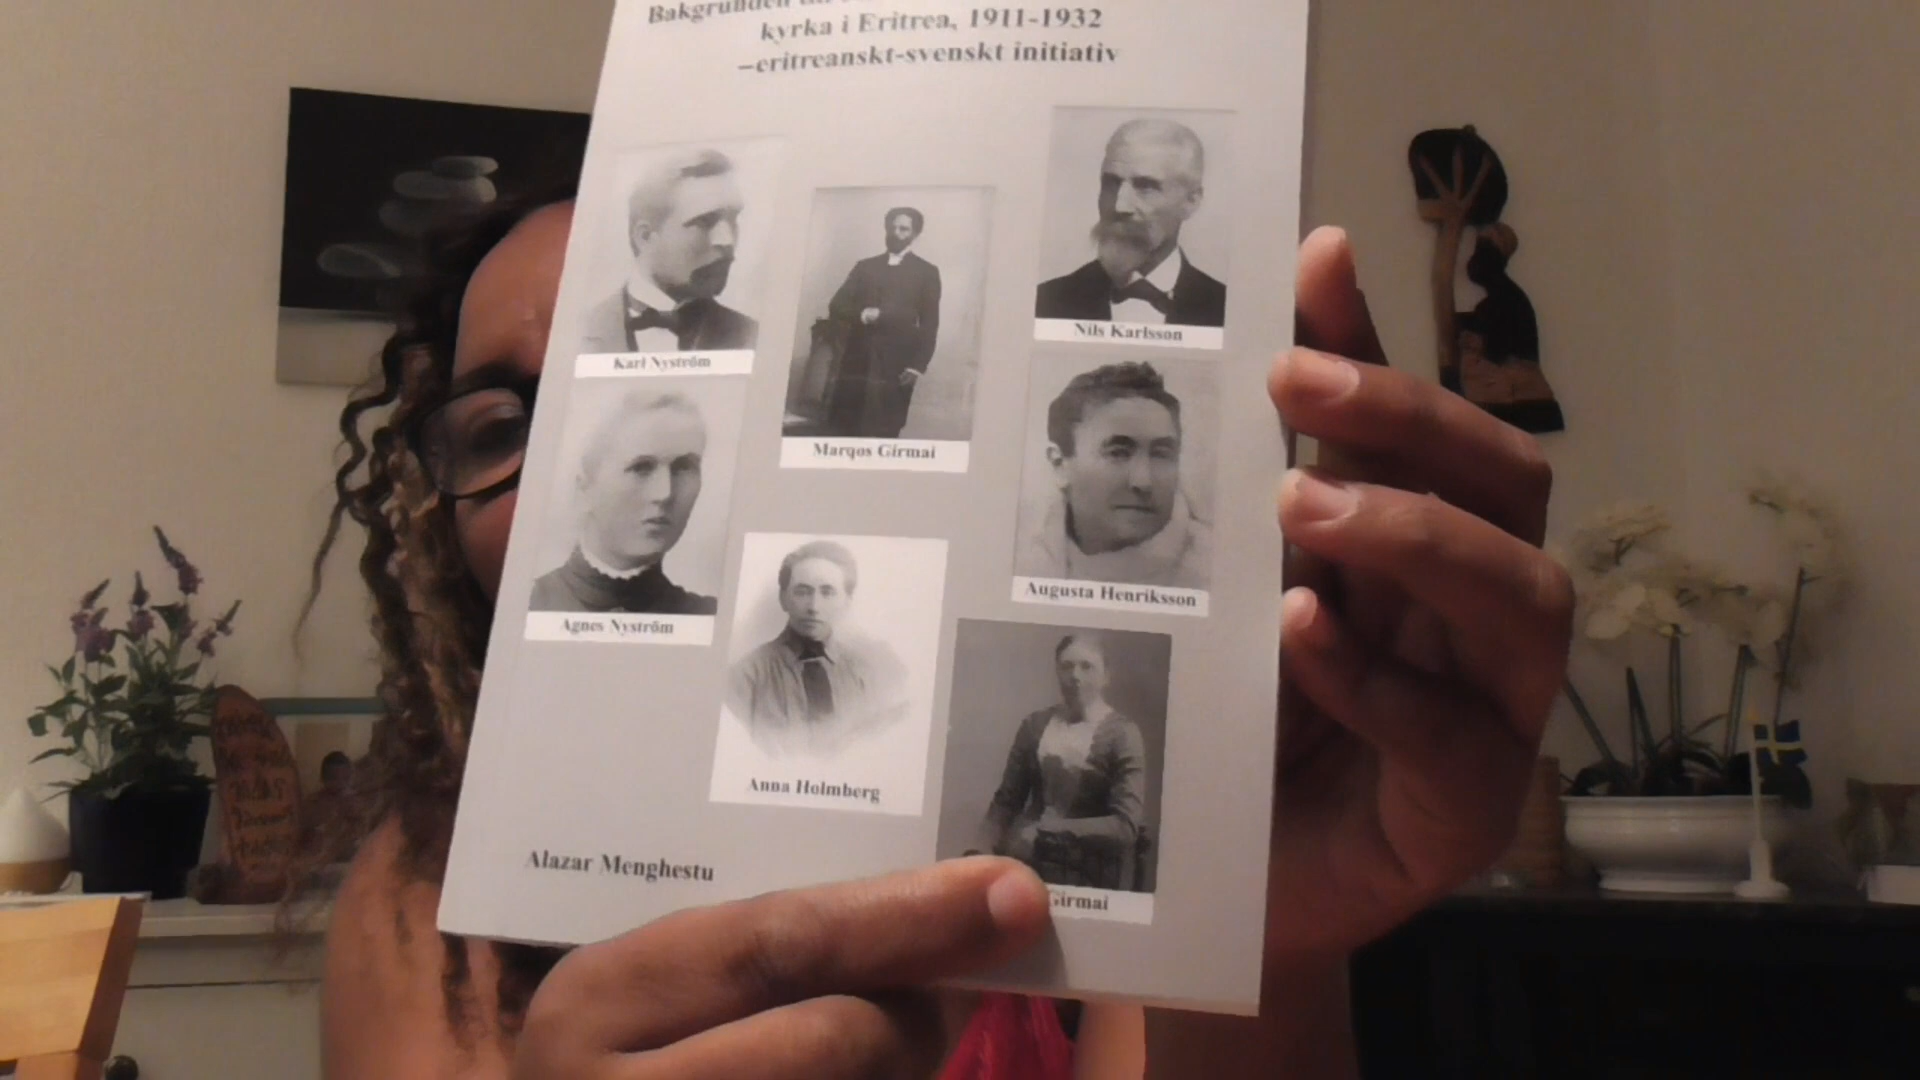 Bakgrunden
kyrka i Eritrea, 1911-1932
–eritreanskt-svenskt initiativ
Karl Nyström
Marqos Girmai
Nils Karlsson
Agnes Nyström
Augusta Henriksson
Anna Holmberg
Girmai
Alazar Menghestu